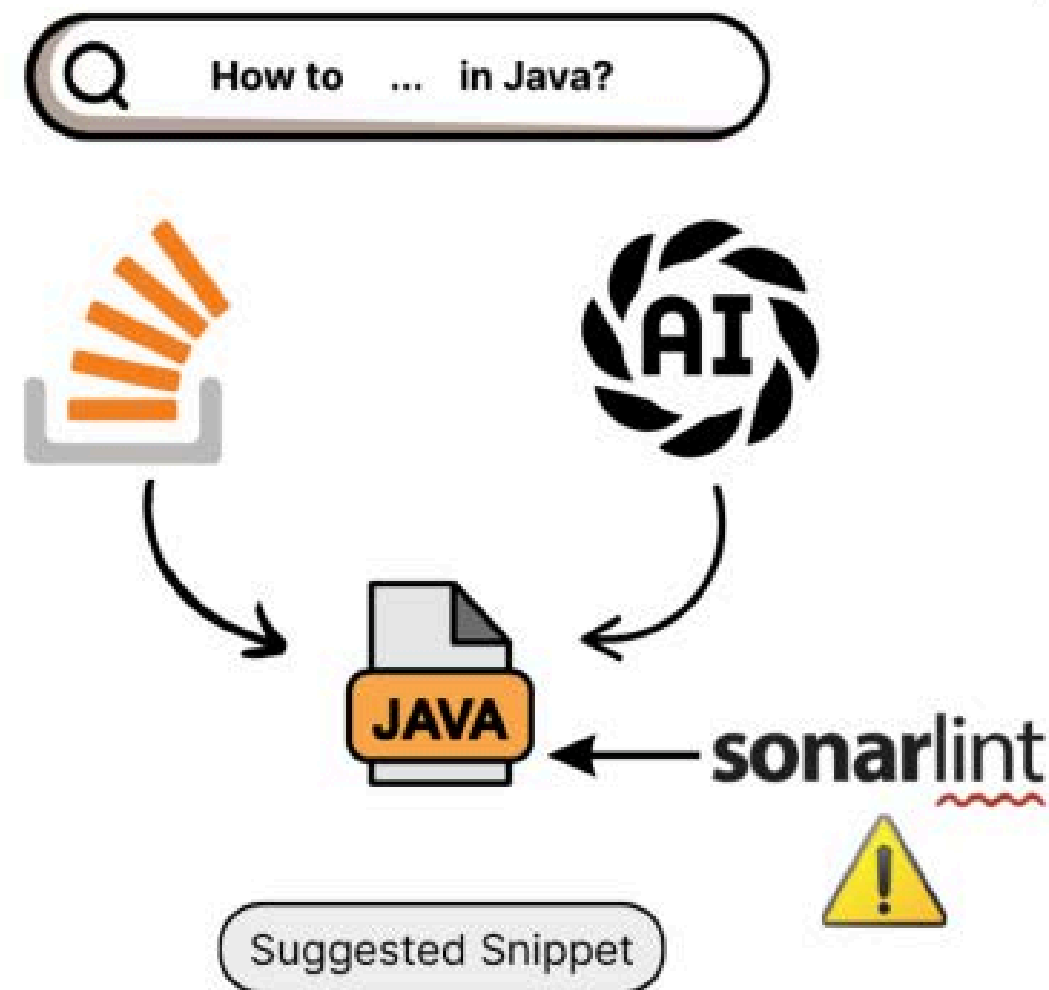 How to ... in Java?
AI
JAVA
sonarlint
Suggested Snippet